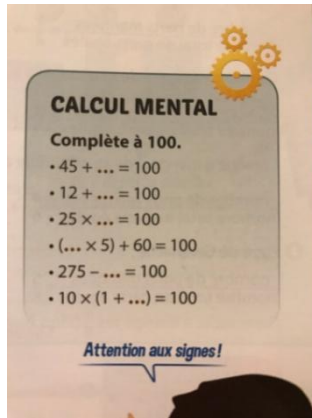 CALCUL MENTAL
Complète à 100.
• 45 + ... = 100
• 12 + ... = 100
• 25 × ... = 100
• (... × 5) + 60 = 100
• 275 – ... = 100
• 10 × (1 + ...) = 100
Attention aux signes !